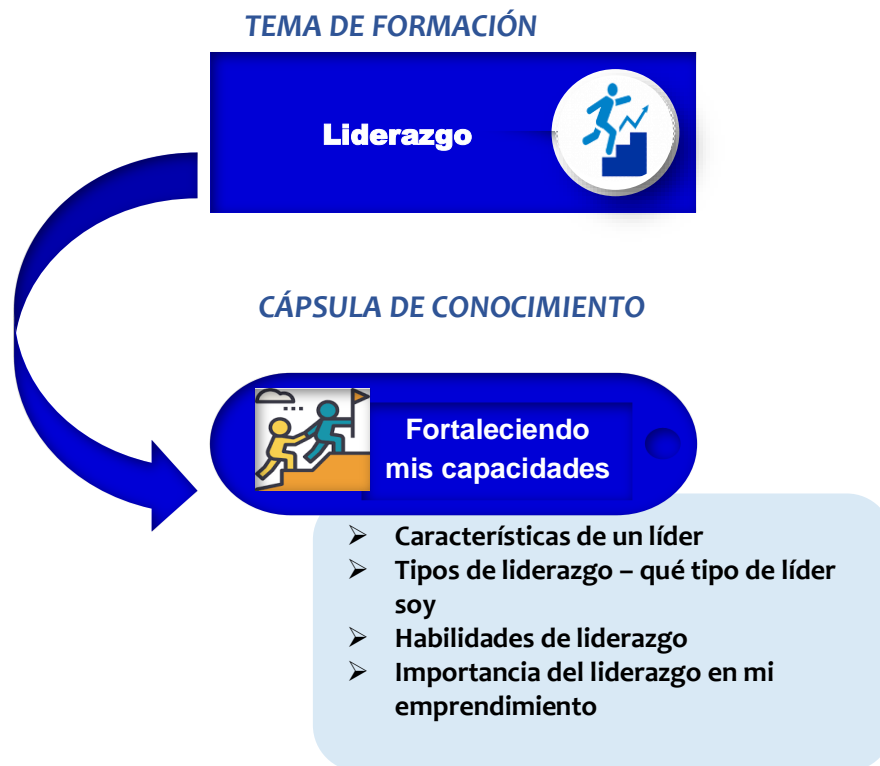 TEMA DE FORMACIÓN
Liderazgo
CÁPSULA DE CONOCIMIENTO
Fortaleciendo
mis capacidades
➢ Características de un líder
➢ Tipos de liderazgo – qué tipo de líder
soy
➢ Habilidades de liderazgo
➢ Importancia del liderazgo en mi
emprendimiento